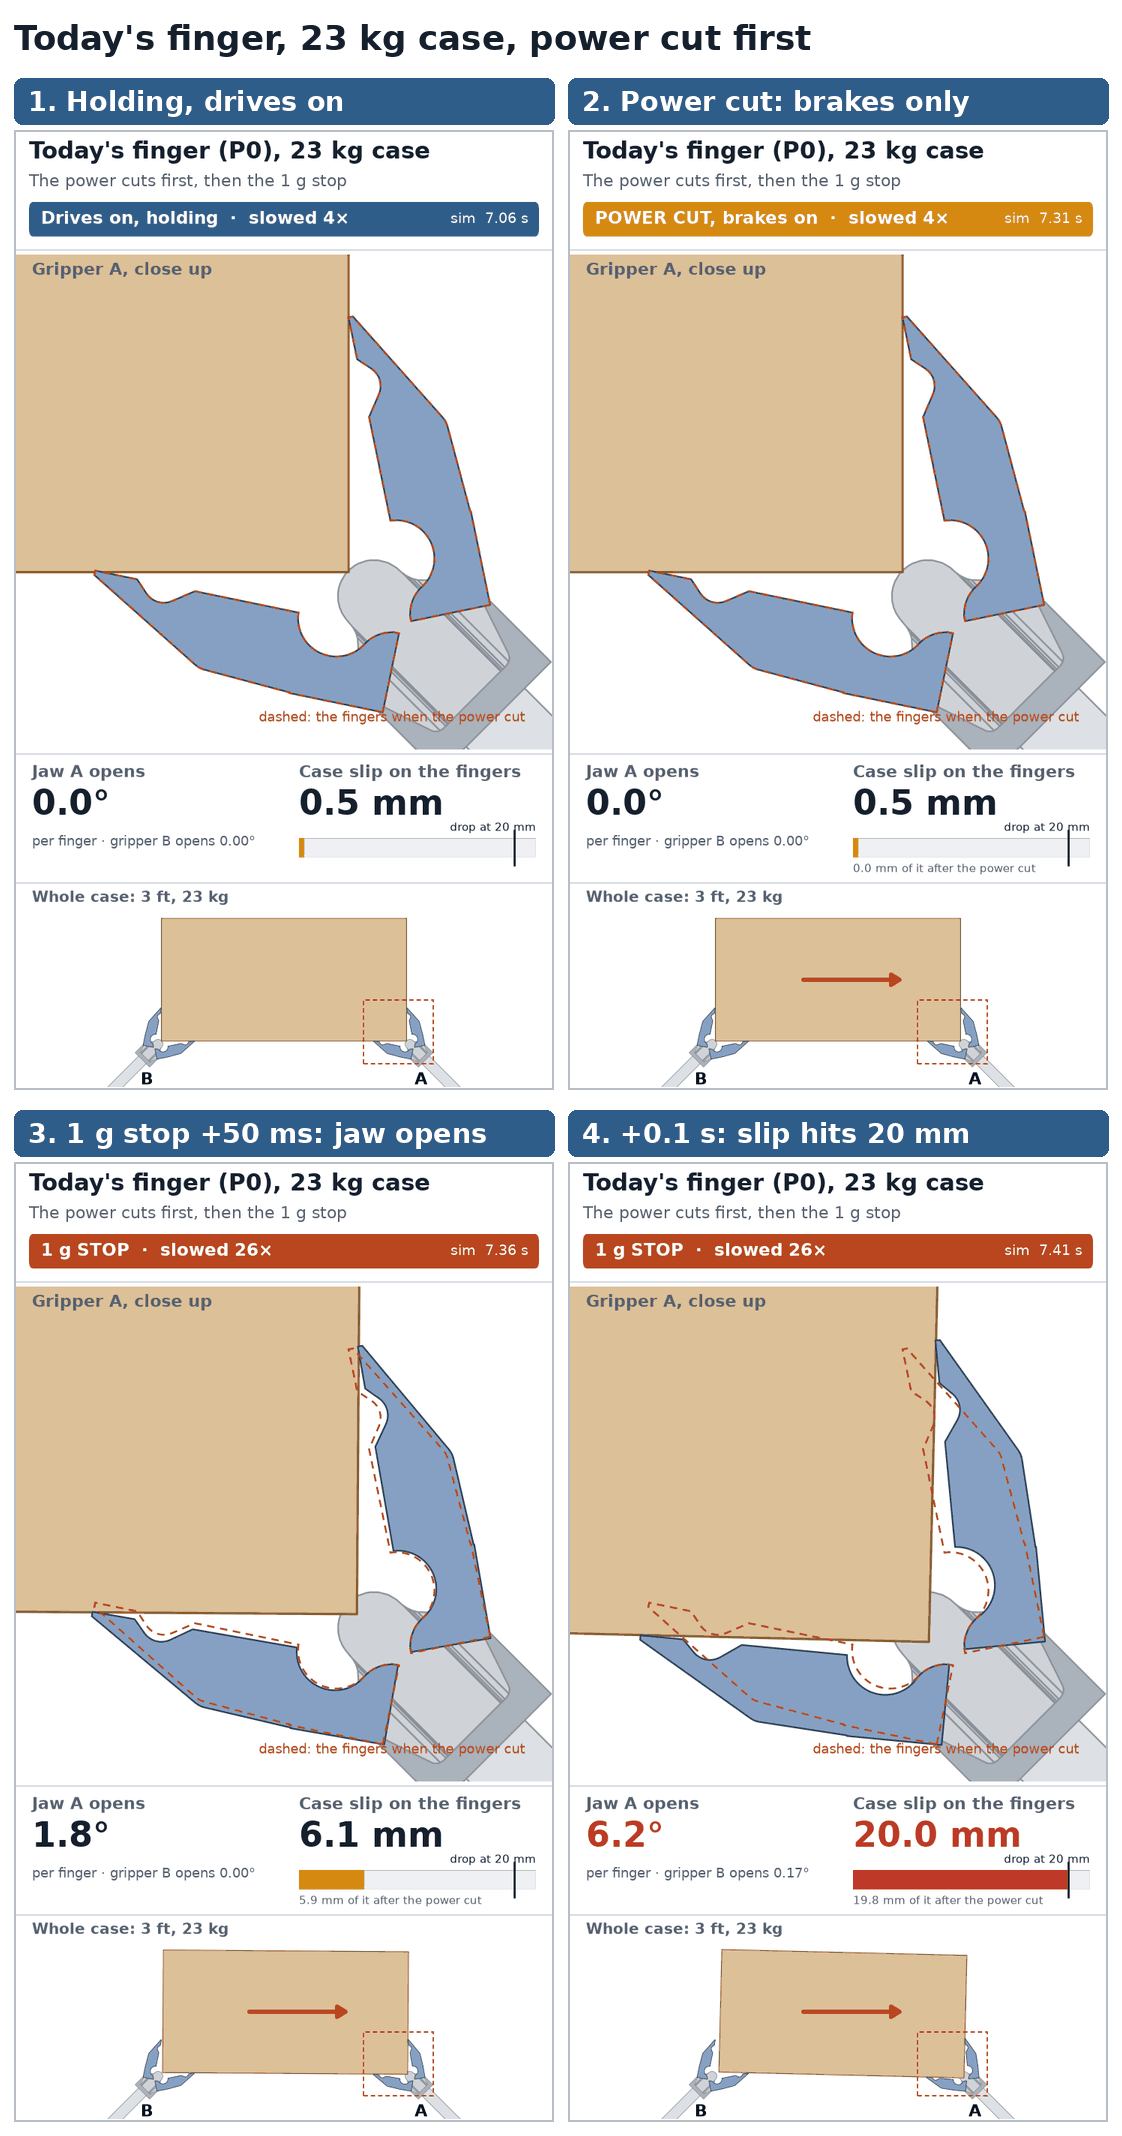 Today's finger, 23 kg case, power cut first
1. Holding, drives on
Today's finger (P0), 23 kg case
The power cuts first, then the 1 g stop
Drives on, holding · slowed 4× sim 7.06 s
Gripper A, close up
dashed: the fingers when the power cut
Jaw A opens
0.0°
per finger · gripper B opens 0.00°
Case slip on the fingers
0.5 mm
drop at 20 mm
Whole case: 3 ft, 23 kg
B
A
2. Power cut: brakes only
Today's finger (P0), 23 kg case
The power cuts first, then the 1 g stop
POWER CUT, brakes on · slowed 4× sim 7.31 s
Gripper A, close up
dashed: the fingers when the power cut
Jaw A opens
0.0°
per finger · gripper B opens 0.00°
Case slip on the fingers
0.5 mm
drop at 20 mm
0.0 mm of it after the power cut
Whole case: 3 ft, 23 kg
B
A
3. 1 g stop +50 ms: jaw opens
Today's finger (P0), 23 kg case
The power cuts first, then the 1 g stop
1 g STOP · slowed 26× sim 7.36 s
Gripper A, close up
dashed: the fingers when the power cut
Jaw A opens
1.8°
per finger · gripper B opens 0.00°
Case slip on the fingers
6.1 mm
drop at 20 mm
5.9 mm of it after the power cut
Whole case: 3 ft, 23 kg
B
A
4. +0.1 s: slip hits 20 mm
Today's finger (P0), 23 kg case
The power cuts first, then the 1 g stop
1 g STOP · slowed 26× sim 7.41 s
Gripper A, close up
dashed: the fingers when the power cut
Jaw A opens
6.2°
per finger · gripper B opens 0.17°
Case slip on the fingers
20.0 mm
drop at 20 mm
19.8 mm of it after the power cut
Whole case: 3 ft, 23 kg
B
A